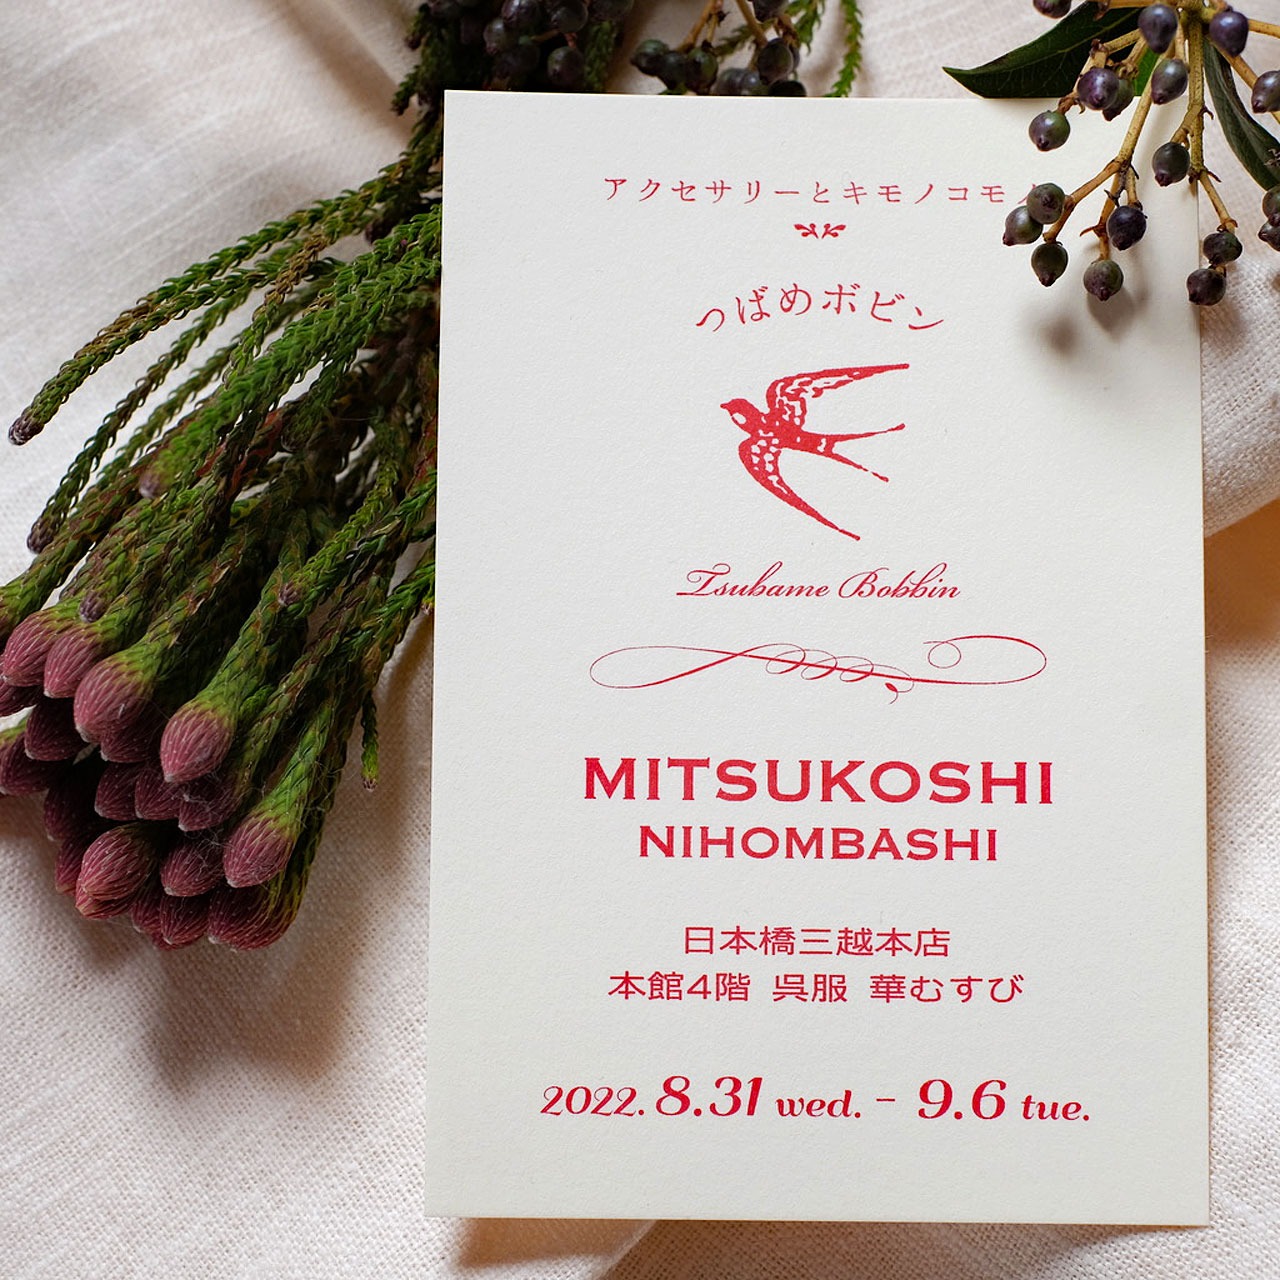 アクセサリーとキモノコモノ
つばめボビン
Tsubame Bobbin
MITSUKOSHI
NIHOMBASHI
日本橋三越本店
本館4階 呉服 華むすび
2022. 8.31 wed. - 9.6 tue.